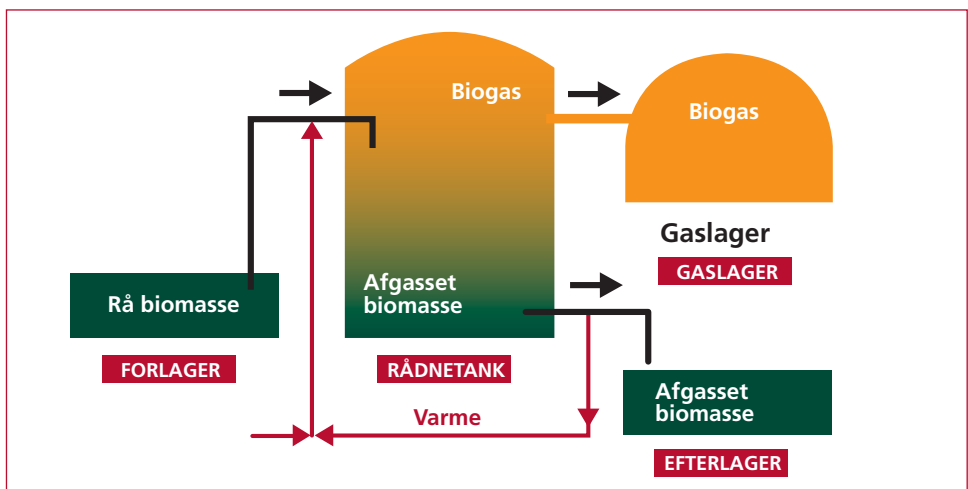 Biogas
Biogas
Gaslager
GASLAGER
Rå biomasse
FORLAGER
Afgasset
biomasse
RÅDNETANK
Varme
Afgasset
biomasse
EFTERLAGER